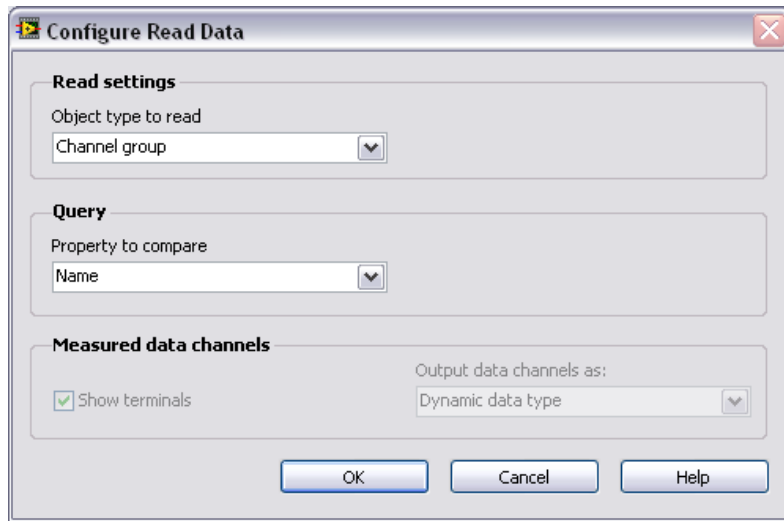 Configure Read Data
Read settings
Object type to read
Channel group
Query
Property to compare
Name
Measured data channels
Output data channels as:
Show terminals
Dynamic data type
OK
Cancel
Help